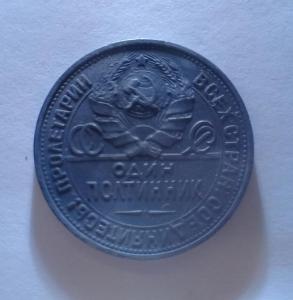 ПРОЛЕТАРИИ ВСЕХ СТРАН, СОЕДИНЯЙТЕСЬ!
ОДИН
ПОЛТИННИК